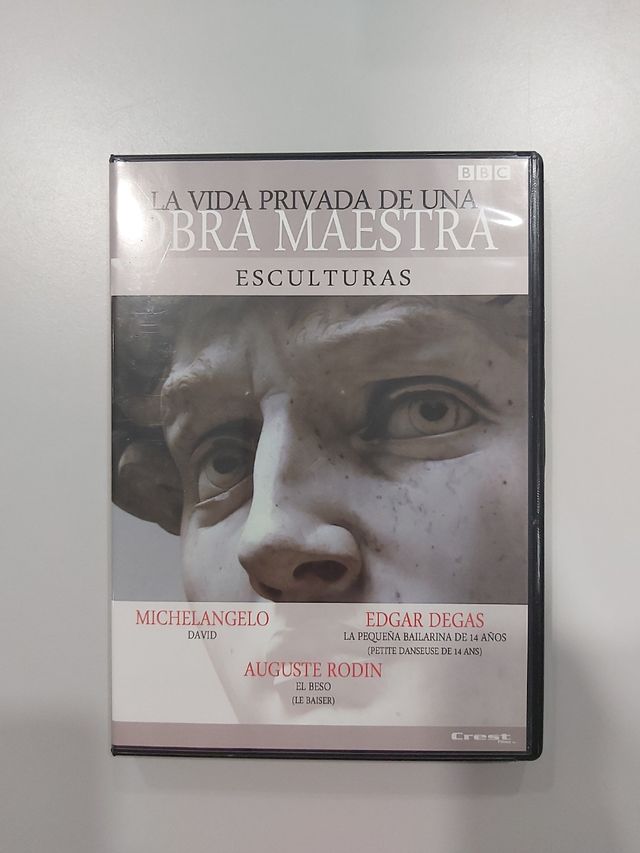 BBC
LA VIDA PRIVADA DE UNA
OBRA MAESTRA
ESCULTURAS
MICHELANGELO
DAVID
EDGAR DEGAS
LA PEQUEÑA BAILARINA DE 14 AÑOS
(PETITE DANSEUSE DE 14 ANS)
AUGUSTE RODIN
EL BESO
(LE BAISER)
Crest